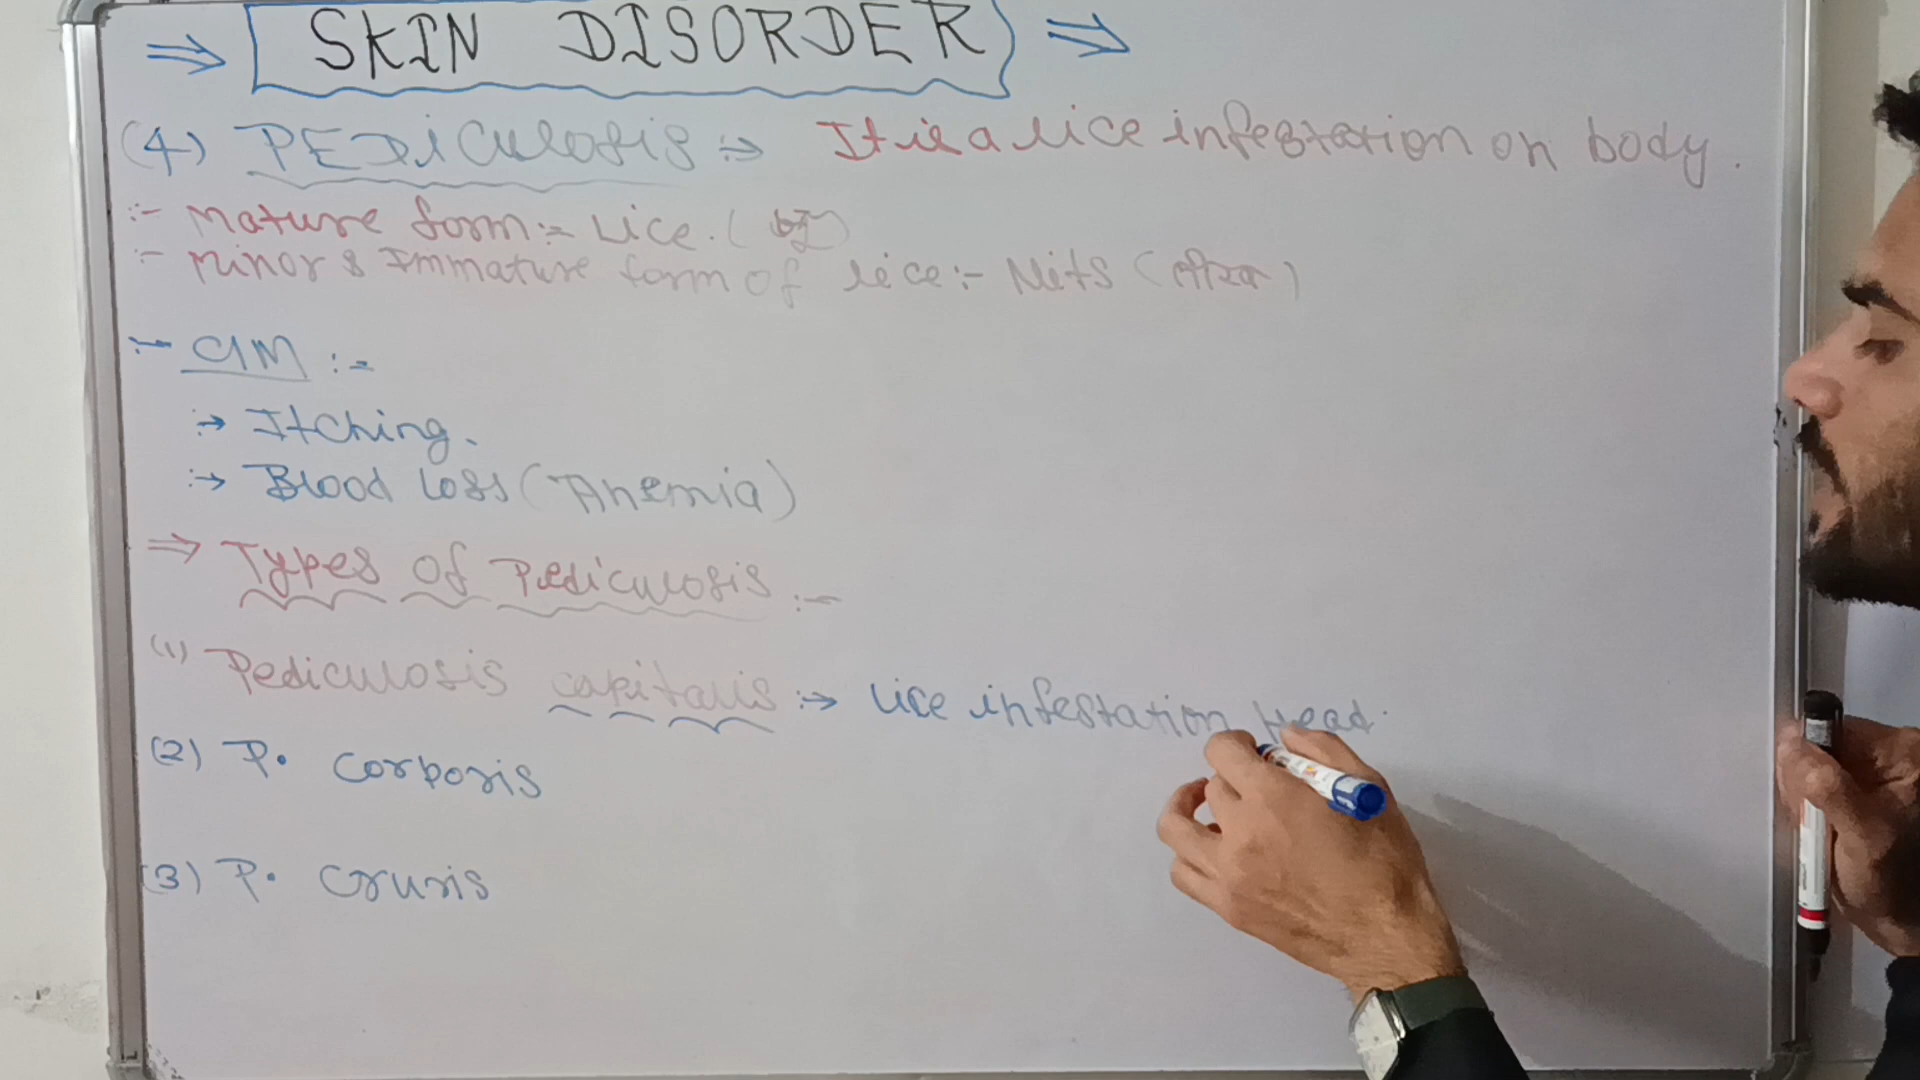 ⇒ SKIN DISORDER ⇒
(4) PEDiCulosis :→ It is a lice infestation on body.
:- Mature form :- Lice. ( )
:- Minor & Immature form of lice :- Nits ( )
:- C/M :-
:→ Itching.
:→ Blood Loss (Anemia)
⇒ Types of Pediculosis :-
(1) Pediculosis capitalis :→ Lice infestation Head.
(2) P. corporis
(3) P. cruris